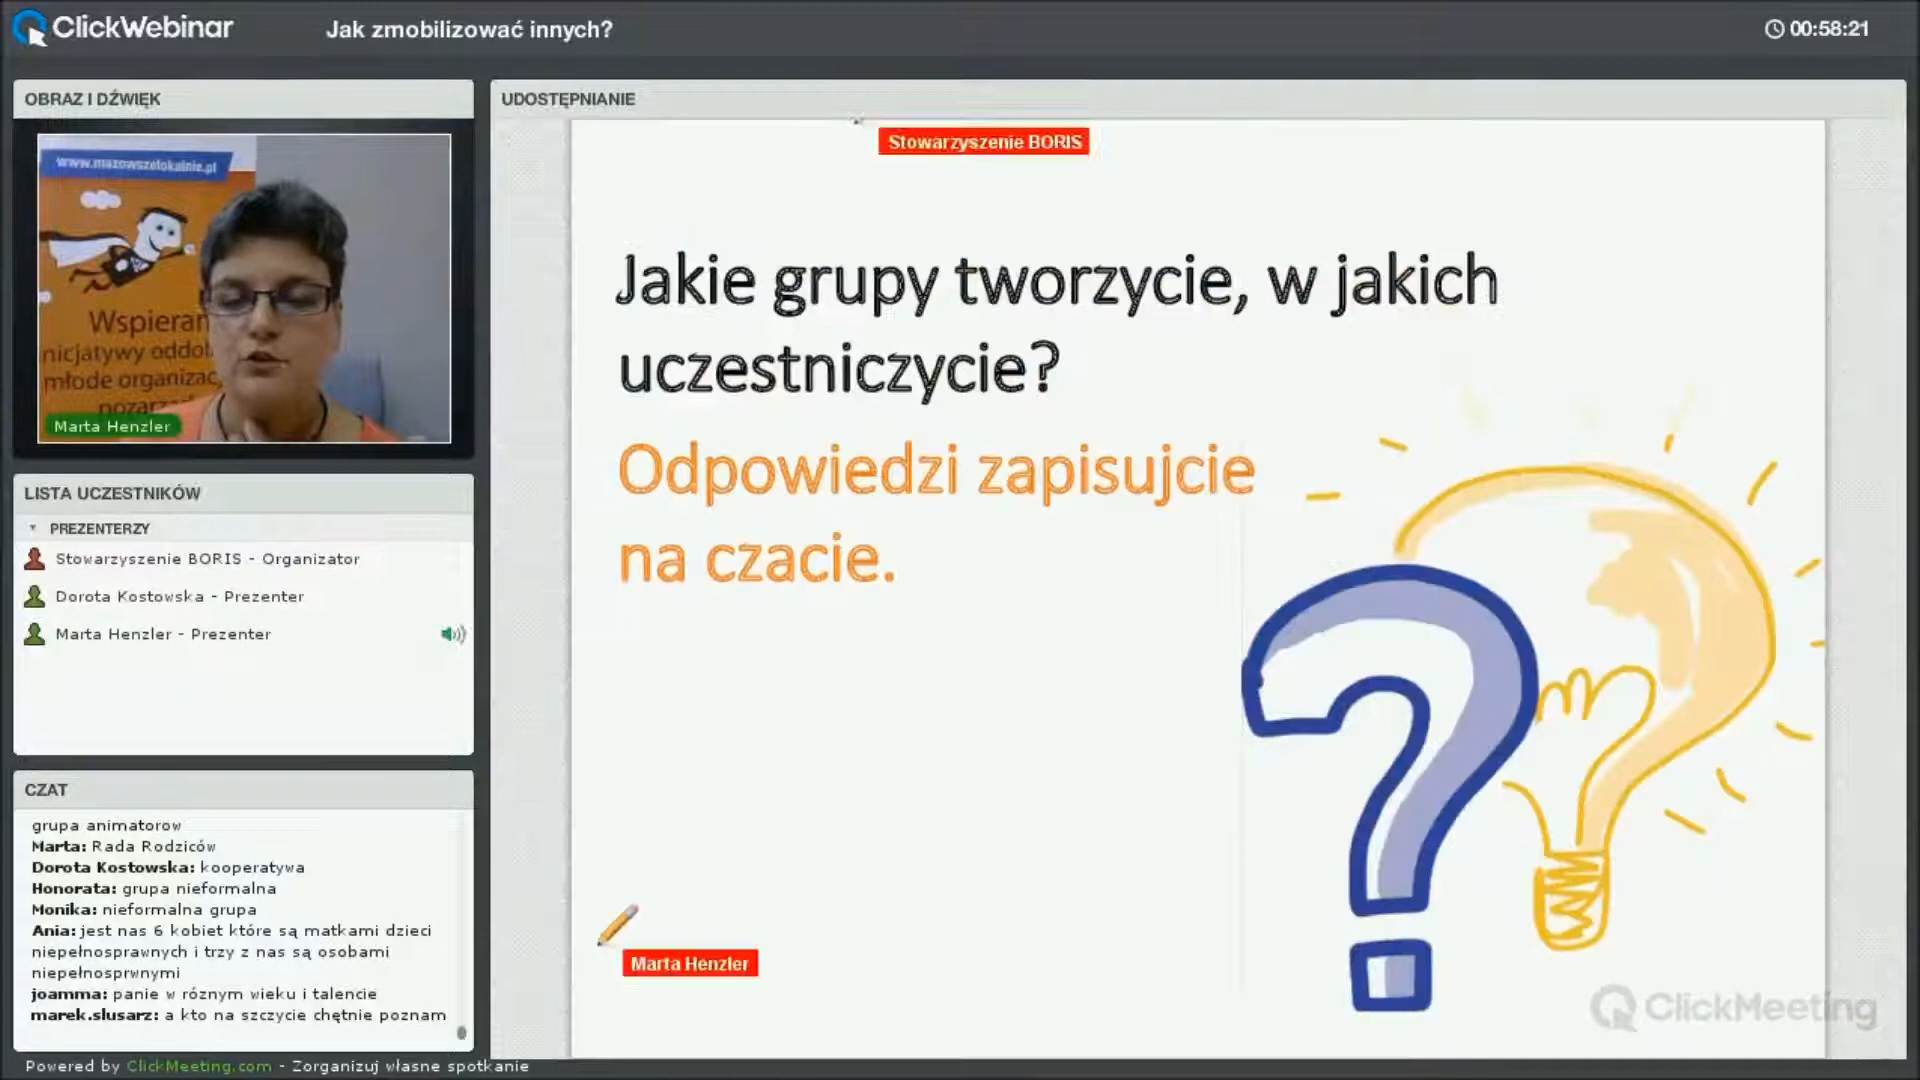 ClickWebinar
Jak zmobilizować innych?
00:58:21
OBRAZ I DŹWIĘK
www.mazowszelokalnie.pl
Wspieram
nicjatywy oddol
młode organizac
pozarz
Marta Henzler
LISTA UCZESTNIKÓW
PREZENTERZY
Stowarzyszenie BORIS - Organizator
Dorota Kostowska - Prezenter
Marta Henzler - Prezenter
CZAT
grupa animatorow
Marta: Rada Rodziców
Dorota Kostowska: kooperatywa
Honorata: grupa nieformalna
Monika: nieformalna grupa
Ania: jest nas 6 kobiet które są matkami dzieci
niepełnosprawnych i trzy z nas są osobami
niepełnosprwnymi
joamma: panie w róznym wieku i talencie
marek.slusarz: a kto na szczycie chętnie poznam
Powered by ClickMeeting.com - Zorganizuj własne spotkanie
UDOSTĘPNIANIE
Stowarzyszenie BORIS
Jakie grupy tworzycie, w jakich
uczestniczycie?
Odpowiedzi zapisujcie
na czacie.
Marta Henzler
ClickMeeting